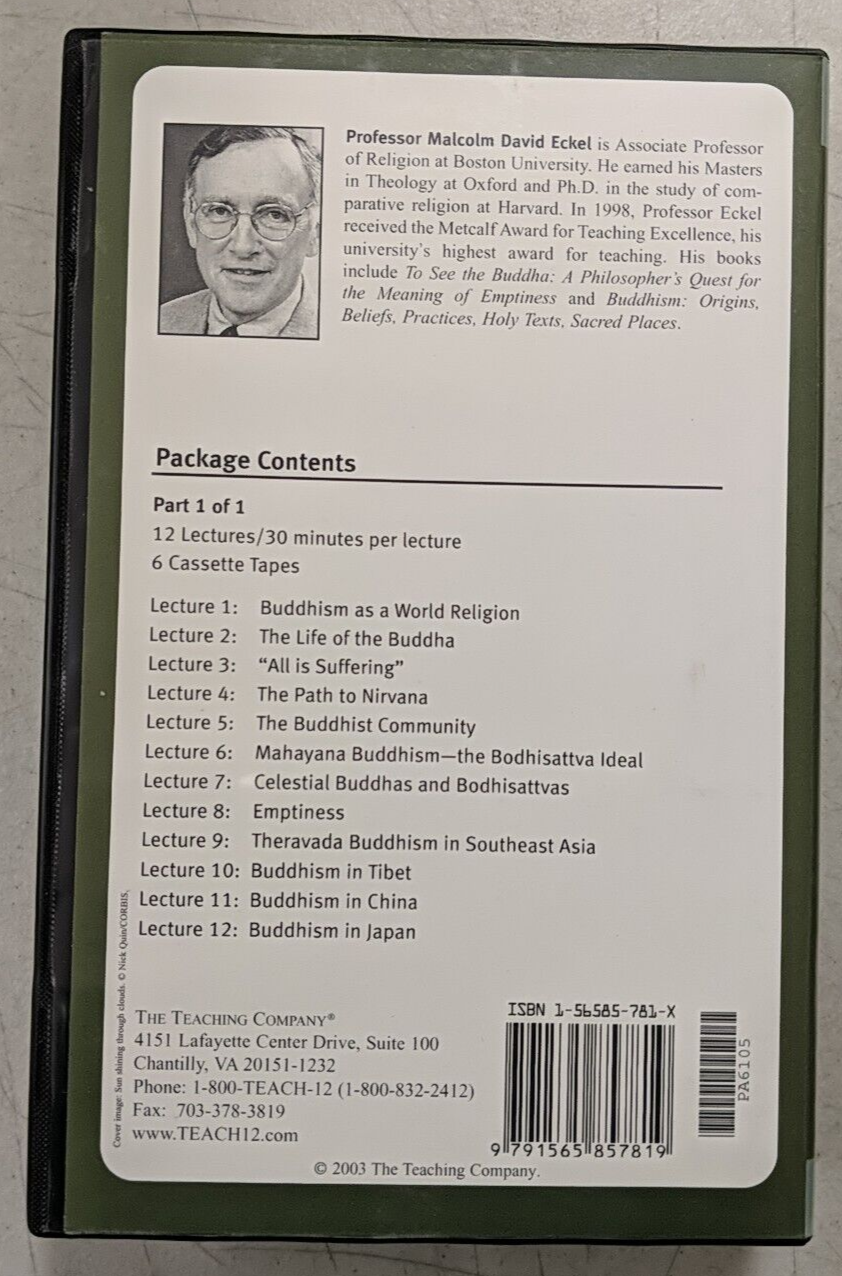 Professor Malcolm David Eckel is Associate Professor
of Religion at Boston University. He earned his Masters
in Theology at Oxford and Ph.D. in the study of com-
parative religion at Harvard. In 1998, Professor Eckel
received the Metcalf Award for Teaching Excellence, his
university's highest award for teaching. His books
include To See the Buddha: A Philosopher's Quest for
the Meaning of Emptiness and Buddhism: Origins,
Beliefs, Practices, Holy Texts, Sacred Places.
Package Contents
Part 1 of 1
12 Lectures/30 minutes per lecture
6 Cassette Tapes
Lecture 1: Buddhism as a World Religion
Lecture 2: The Life of the Buddha
Lecture 3: “All is Suffering”
Lecture 4: The Path to Nirvana
Lecture 5: The Buddhist Community
Lecture 6: Mahayana Buddhism—the Bodhisattva Ideal
Lecture 7: Celestial Buddhas and Bodhisattvas
Lecture 8: Emptiness
Lecture 9: Theravada Buddhism in Southeast Asia
Lecture 10: Buddhism in Tibet
Lecture 11: Buddhism in China
Lecture 12: Buddhism in Japan
Cover image: Sun shining through clouds. © Nick Quin/CORBIS.
THE TEACHING COMPANY®
4151 Lafayette Center Drive, Suite 100
Chantilly, VA 20151-1232
Phone: 1-800-TEACH-12 (1-800-832-2412)
Fax: 703-378-3819
www.TEACH12.com
ISBN 1-56585-781-X
9 791565 857819
PA6105
© 2003 The Teaching Company.